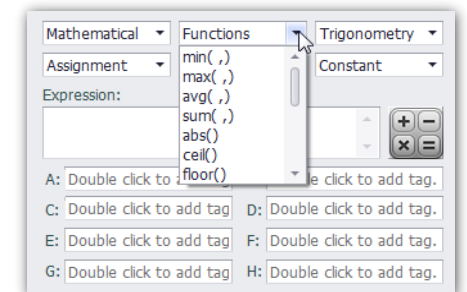 Mathematical Functions Trigonometry
Assignment min( ,) Constant
max( ,)
Expression: avg( ,)
sum( ,)
abs()
ceil()
floor()
A: Double click to le click to add tag.
C: Double click to add tag D: Double click to add tag.
E: Double click to add tag F: Double click to add tag.
G: Double click to add tag H: Double click to add tag.